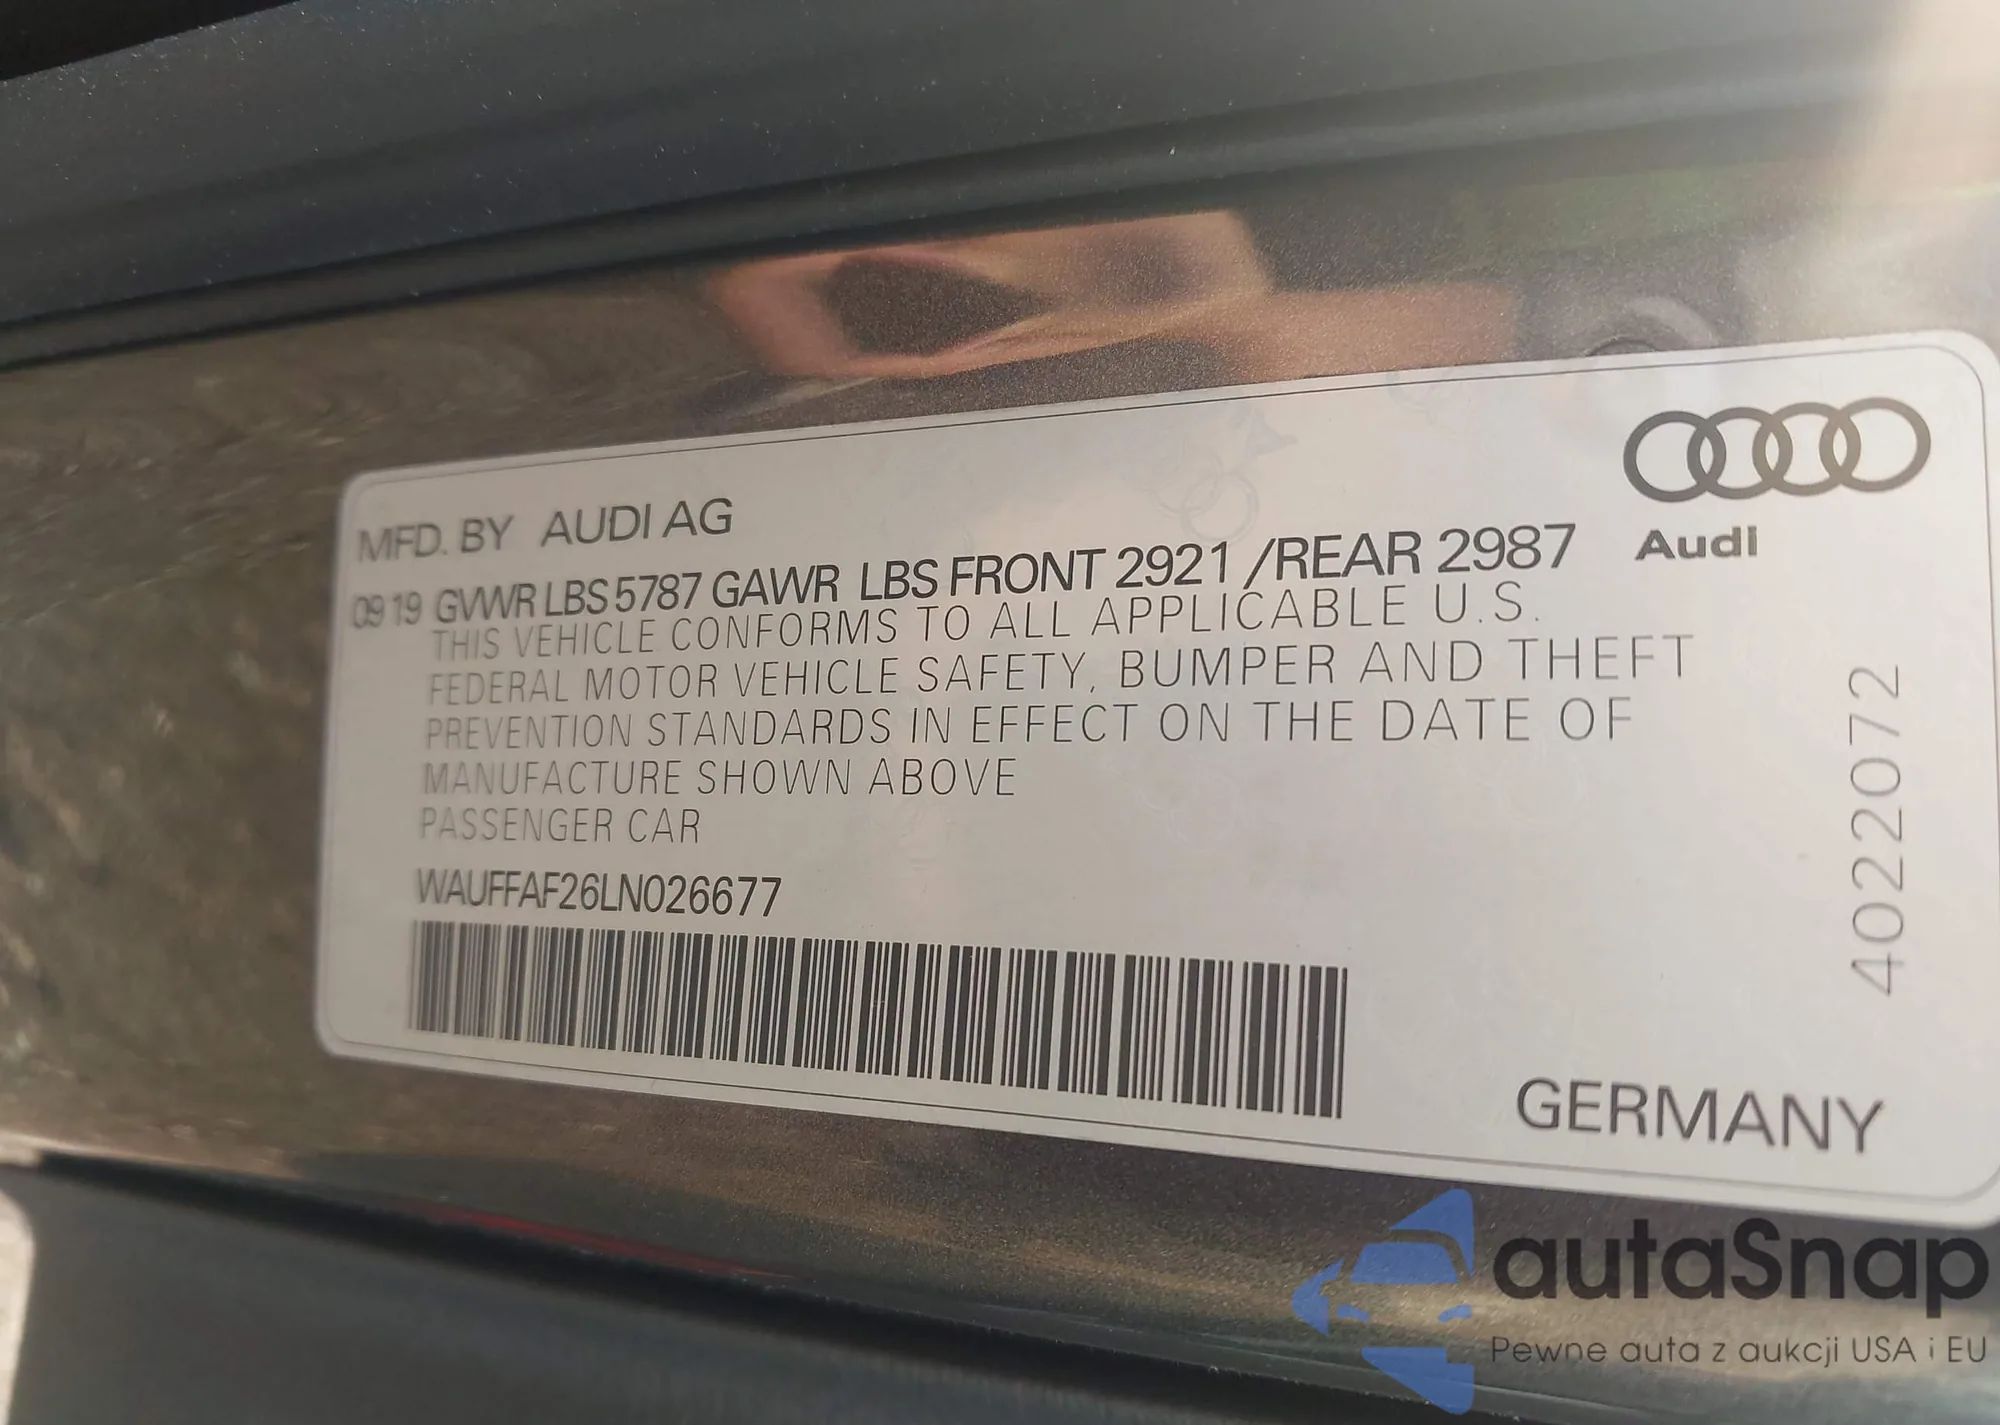 MFD. BY AUDI AG
09 19 GVWR LBS 5787 GAWR LBS FRONT 2921 /REAR 2987
Audi
THIS VEHICLE CONFORMS TO ALL APPLICABLE U.S.
FEDERAL MOTOR VEHICLE SAFETY, BUMPER AND THEFT
PREVENTION STANDARDS IN EFFECT ON THE DATE OF
MANUFACTURE SHOWN ABOVE
PASSENGER CAR
WAUFFAF26LN026677
4022072
GERMANY
autaSnap
Pewne auta z aukcji USA i EU